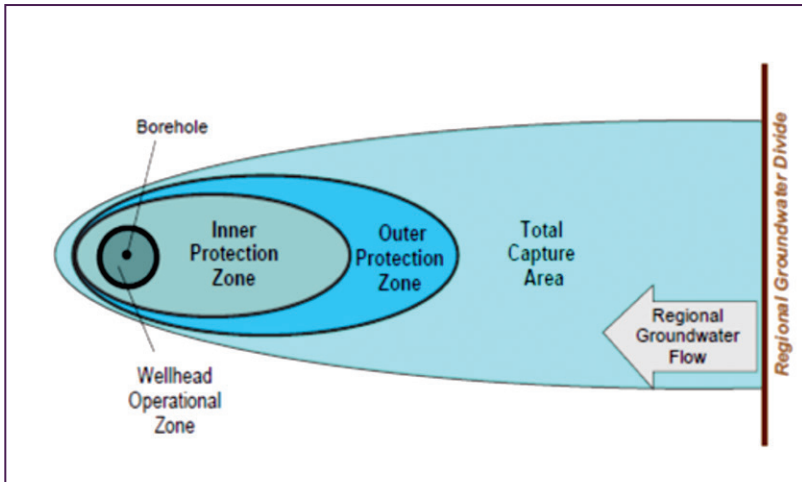 Borehole
Inner
Protection
Zone
Outer
Protection
Zone
Total
Capture
Area
Regional
Groundwater
Flow
Wellhead
Operational
Zone
Regional Groundwater Divide